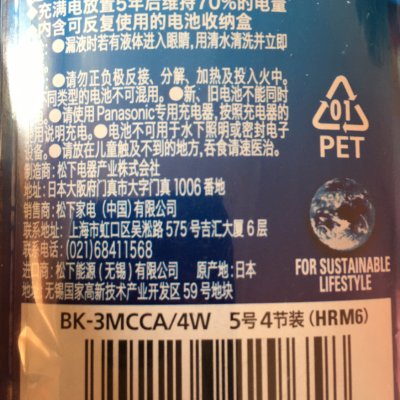 充满电放置5年后维持70%的电量
内含可反复使用的电池收纳盒
●漏液时若有液体进入眼睛,用清水清洗并立即
●请勿正负极反接、分解、加热及投入火中。
不同类型的电池不可混用。●新、旧电池不能同时
●请使用Panasonic专用充电器,按照充电器的
用说明充电。●电池不可用于水下照明或密封电子
设备。●请放在儿童触及不到的地方,吞食请速医治。
制造商:松下电器产业株式会社
地址:日本大阪府门真市大字门真1006番地
销售商:松下家电(中国)有限公司
联系地址:上海市虹口区吴淞路575号吉汇大厦6层
联系电话:(021)68411568
进口商:松下能源(无锡)有限公司 原产地:日本
地址:无锡国家高新技术产业开发区59号地块
01
PET
FOR SUSTAINABLE
LIFESTYLE
BK-3MCCA/4W 5号4节装(HRM6)